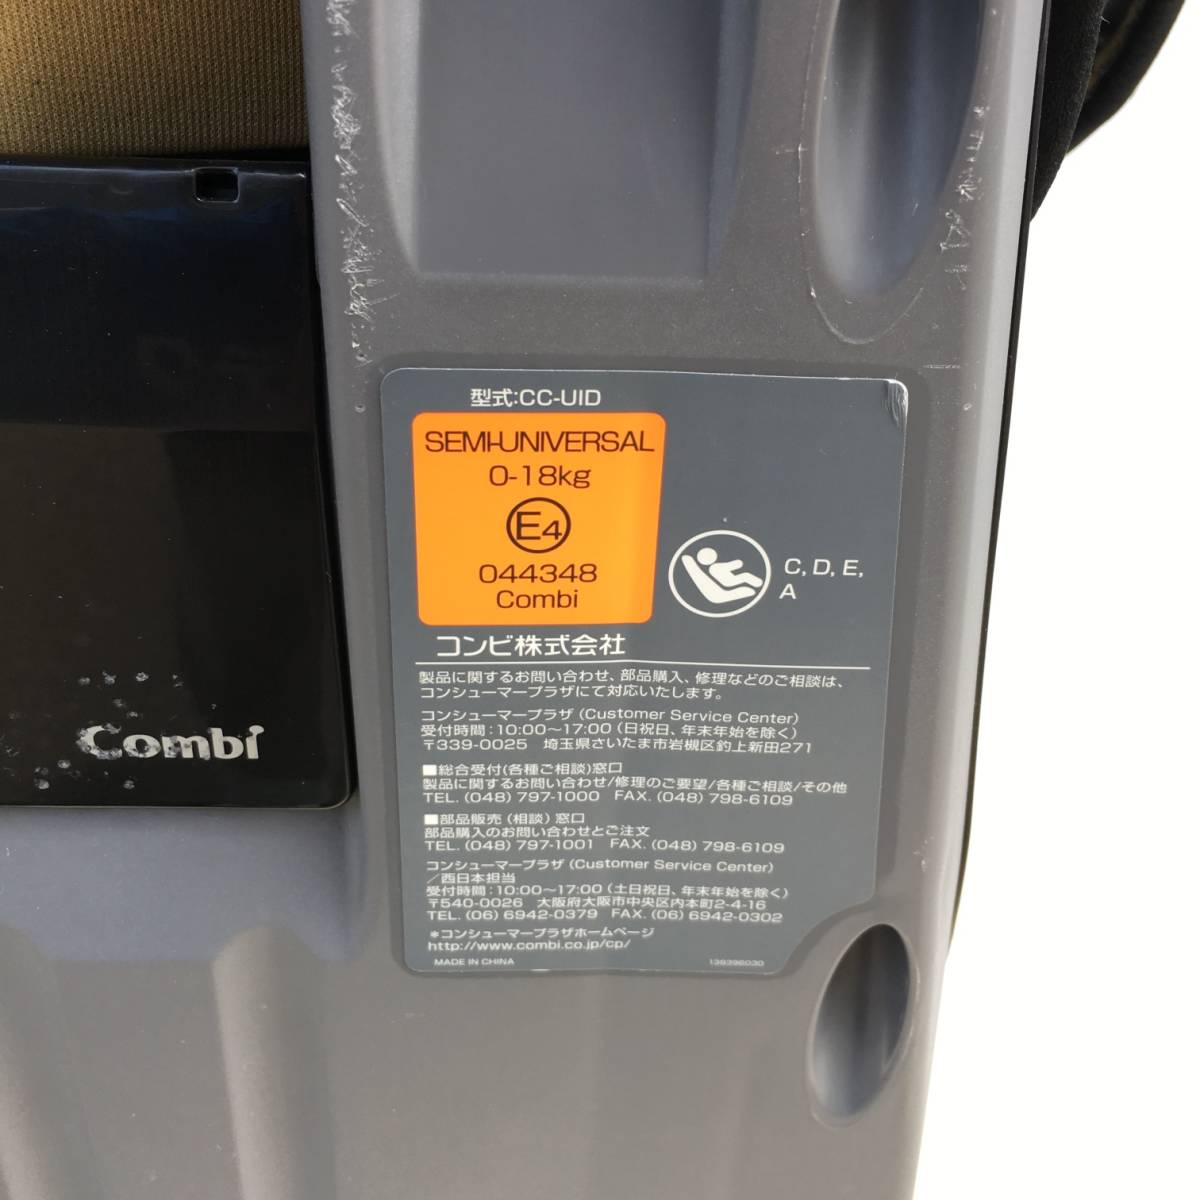 型式:CC-UID
SEMI-UNIVERSAL
0-18kg
E4
044348
Combi
C, D, E,
A
コンビ株式会社
製品に関するお問い合わせ、部品購入、修理などのご相談は、
コンシューマープラザにて対応いたします。
コンシューマープラザ (Customer Service Center)
受付時間:10:00〜17:00 (日祝日、年末年始を除く)
〒339-0025 埼玉県さいたま市岩槻区釣上新田271
■総合受付(各種ご相談)窓口
製品に関するお問い合わせ/修理のご要望/各種ご相談/その他
TEL. (048) 797-1000 FAX. (048) 798-6109
■部品販売 (相談) 窓口
部品購入のお問い合わせとご注文
TEL. (048) 797-1001 FAX. (048) 798-6109
コンシューマープラザ (Customer Service Center)
/西日本担当
受付時間:10:00〜17:00 (土日祝日、年末年始を除く)
〒540-0026 大阪府大阪市中央区内本町2-4-16
TEL. (06) 6942-0379 FAX. (06) 6942-0302
*コンシューマープラザホームページ
http://www.combi.co.jp/cp/
MADE IN CHINA 139396030
Combi